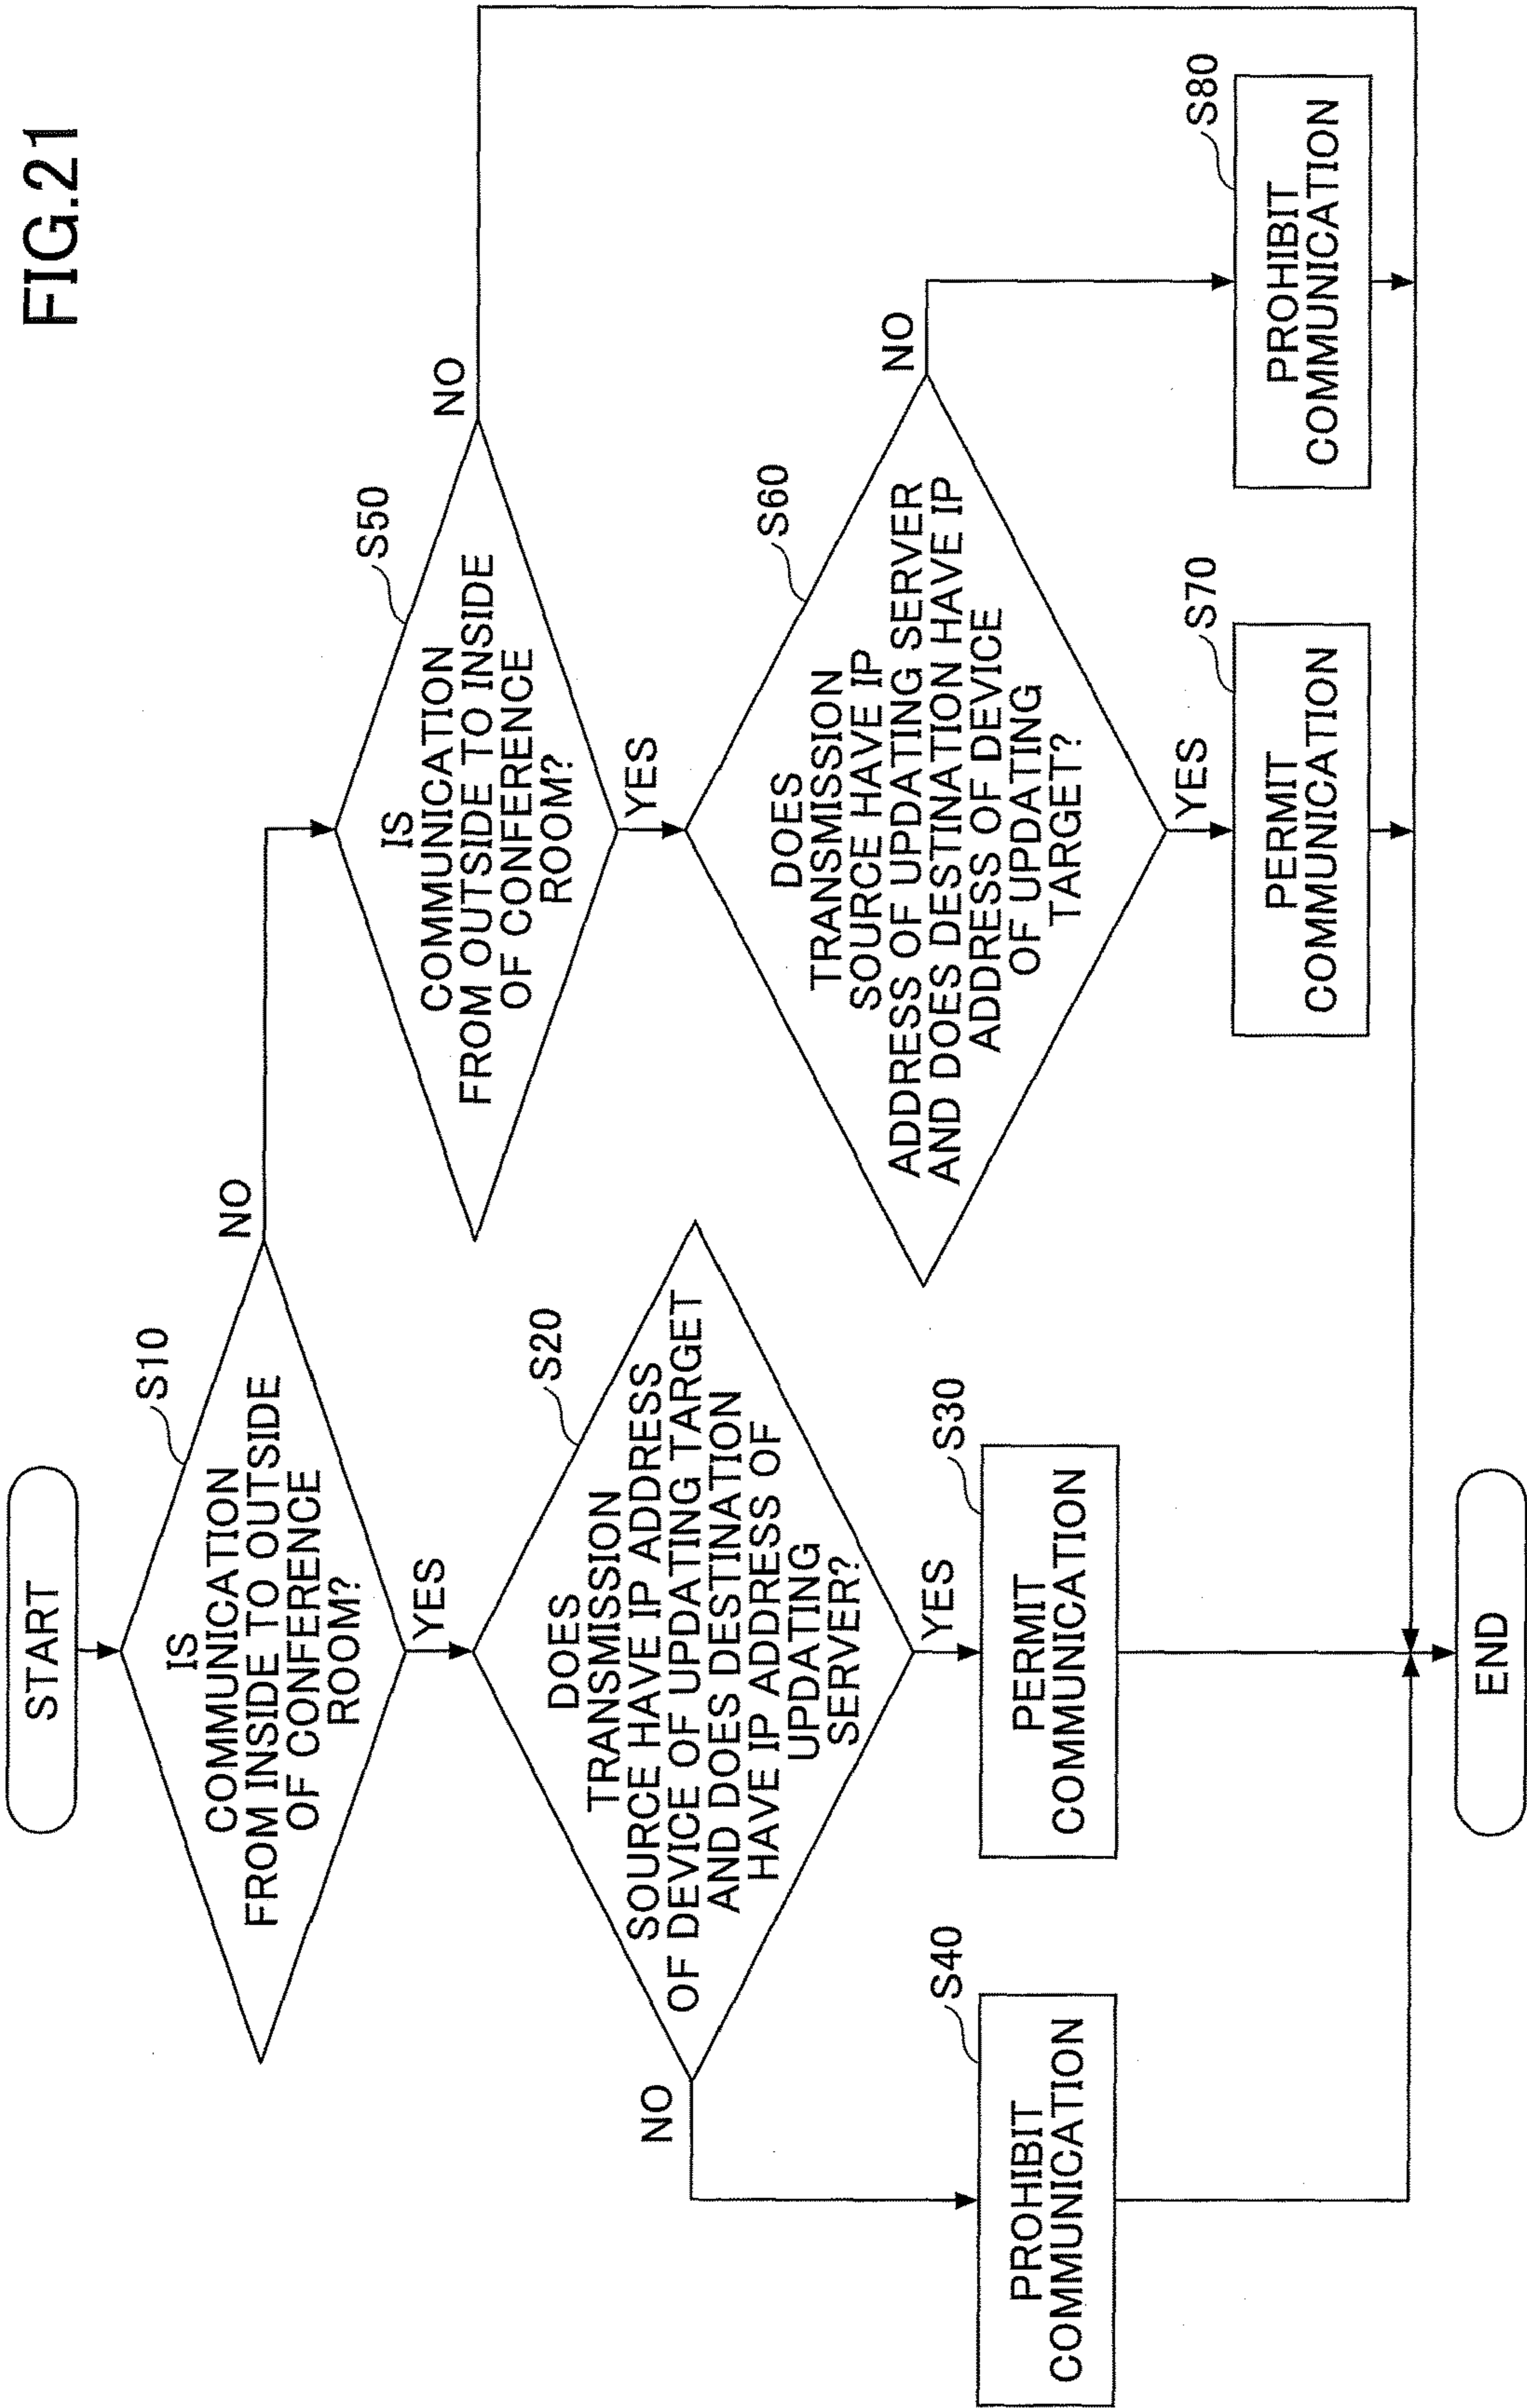 FIG.21
START
S10
IS
COMMUNICATION
FROM INSIDE TO OUTSIDE
OF CONFERENCE
ROOM?
NO
YES
S20
DOES
TRANSMISSION
SOURCE HAVE IP ADDRESS
OF DEVICE OF UPDATING TARGET
AND DOES DESTINATION
HAVE IP ADDRESS OF
UPDATING
SERVER?
NO
YES
S30
PERMIT
COMMUNICATION
S40
PROHIBIT
COMMUNICATION
S50
IS
COMMUNICATION
FROM OUTSIDE TO INSIDE
OF CONFERENCE
ROOM?
NO
YES
S60
DOES
TRANSMISSION
SOURCE HAVE IP
ADDRESS OF UPDATING SERVER
AND DOES DESTINATION HAVE IP
ADDRESS OF DEVICE
OF UPDATING
TARGET?
NO
YES
S70
PERMIT
COMMUNICATION
S80
PROHIBIT
COMMUNICATION
END